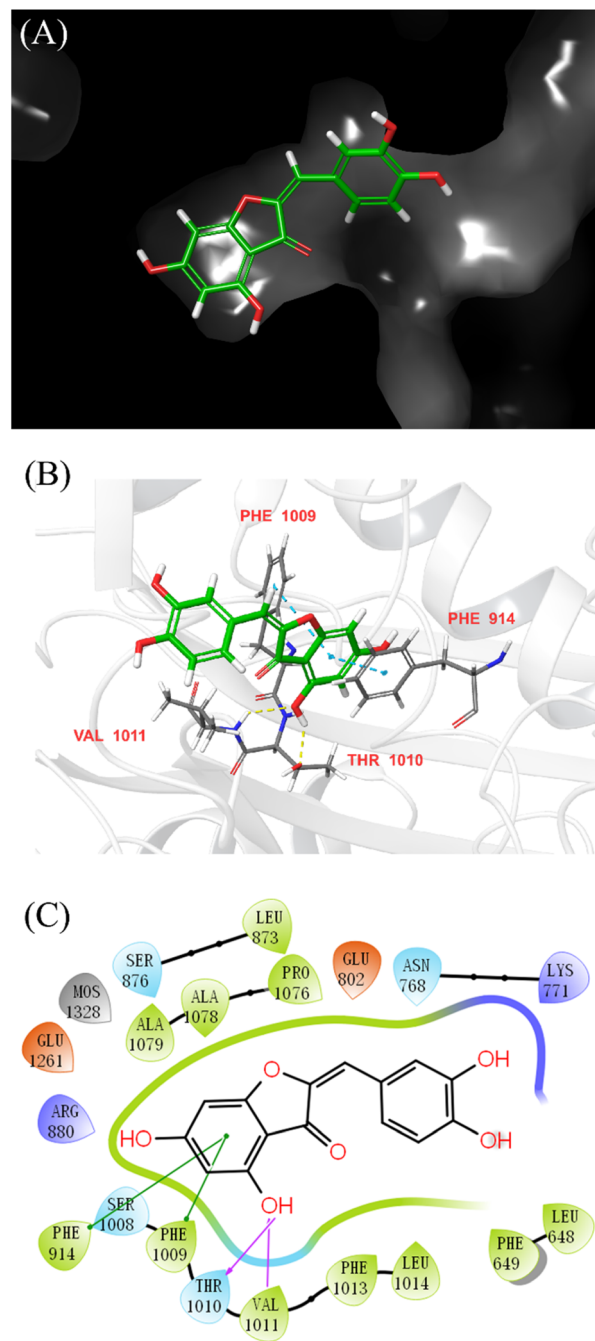 (A)
(B)
PHE 1009
PHE 914
VAL 1011
THR 1010
(C)
LEU
873
SER
876
GLU
802
ASN
768
LYS
771
MOS
1328
ALA
1078
PRO
1076
ALA
1079
GLU
1261
ARG
880
O
OH
OH
HO
O
OH
SER
1008
PHE
914
PHE
1009
THR
1010
VAL
1011
PHE
1013
LEU
1014
PHE
649
LEU
648